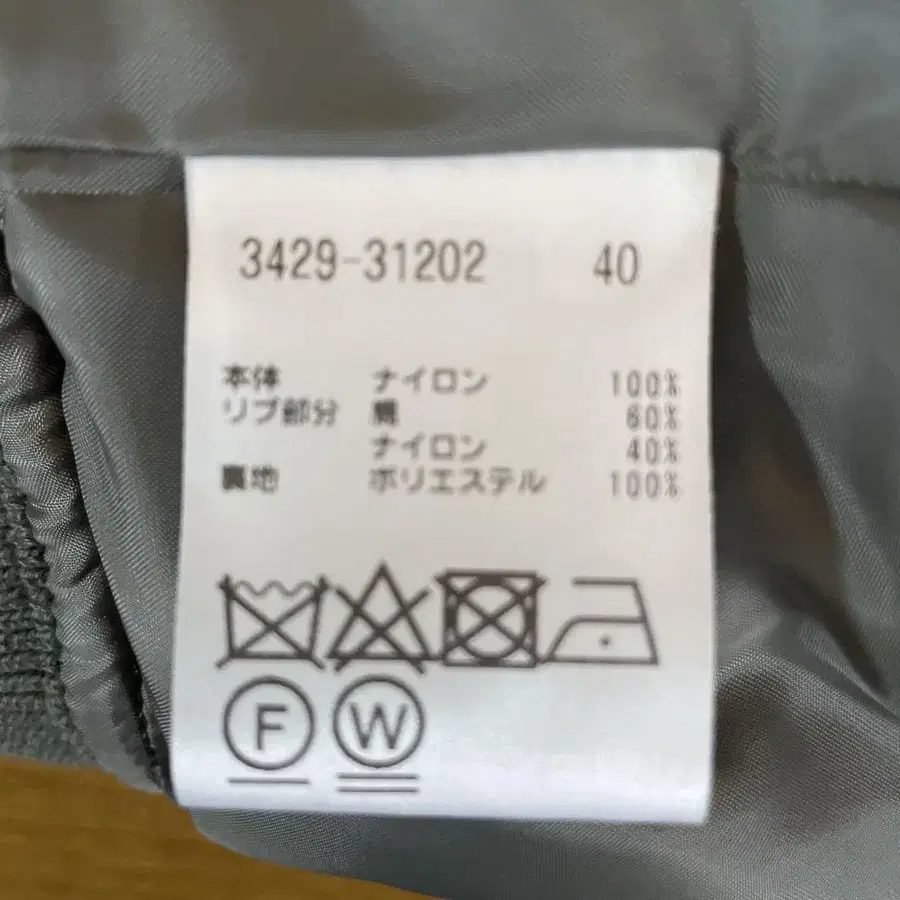 3429-31202 40
本体 ナイロン 100%
リブ部分 綿 60%
ナイロン 40%
裏地 ポリエステル 100%
F W